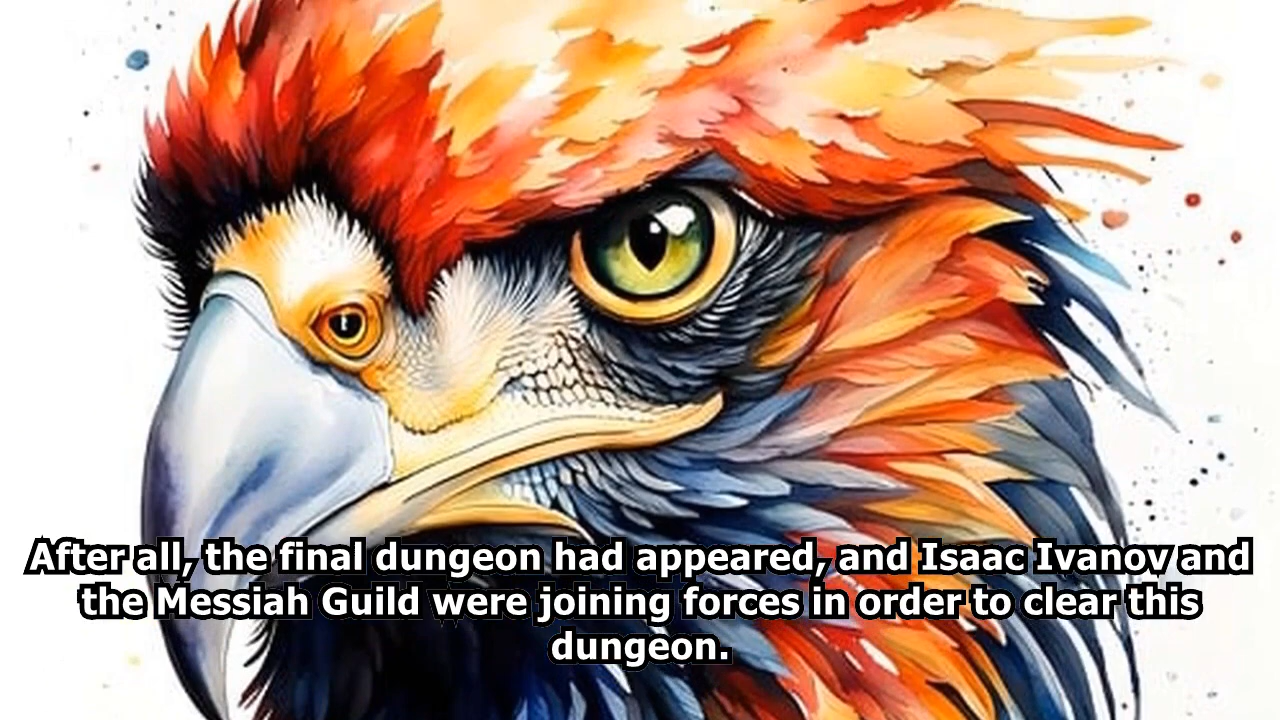 After all, the final dungeon had appeared, and Isaac Ivanov and
the Messiah Guild were joining forces in order to clear this
dungeon.